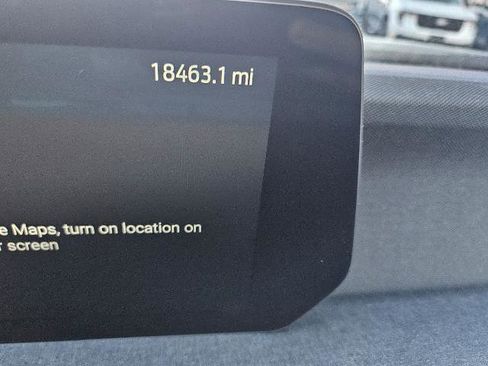 18463.1 mi
e Maps, turn on location on
r screen